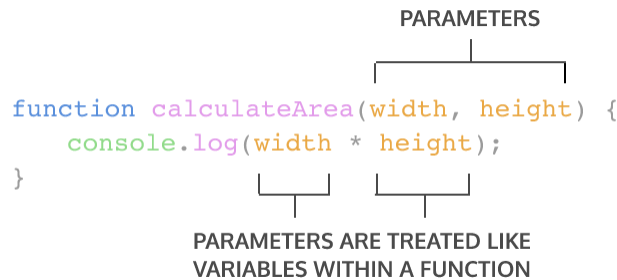 PARAMETERS
function calculateArea(width, height) {
    console.log(width * height);
}
PARAMETERS ARE TREATED LIKE
VARIABLES WITHIN A FUNCTION